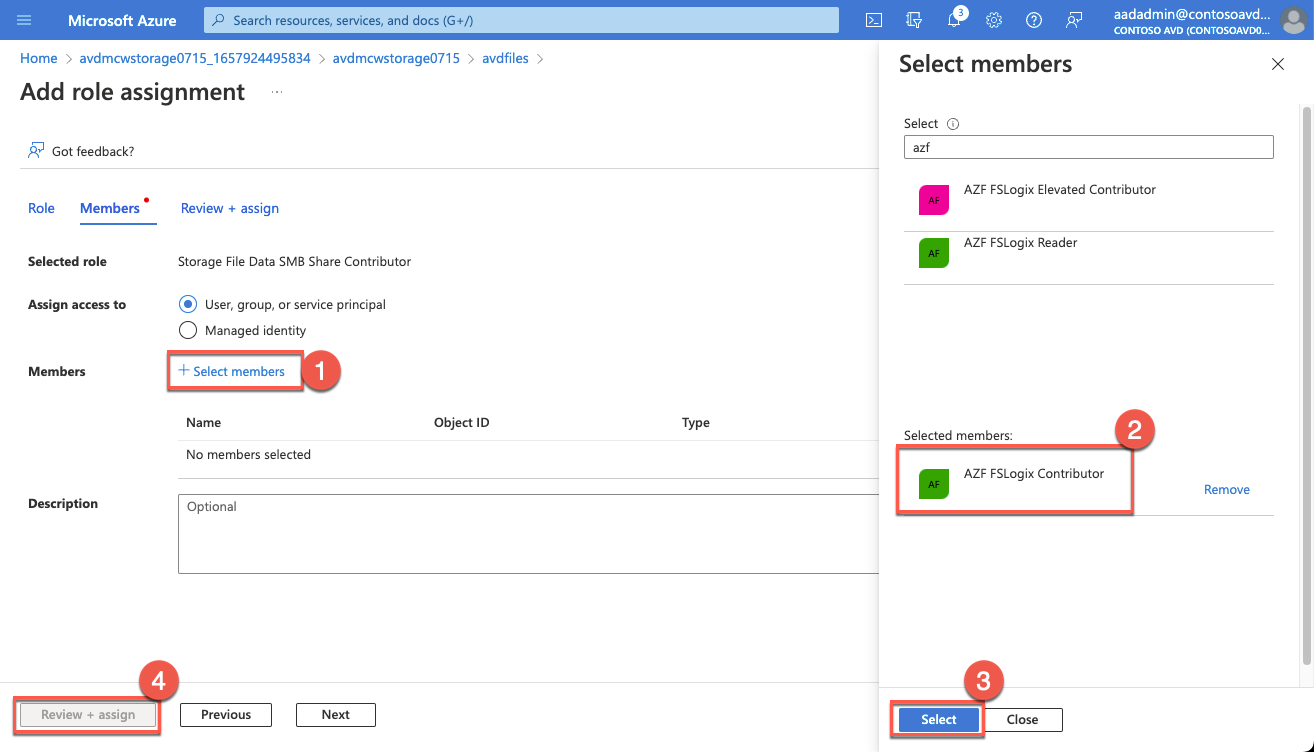 Microsoft Azure
Search resources, services, and docs (G+/)
3
aadadmin@contosoavd...
CONTOSO AVD (CONTOSOAVD0...
Home > avdmcwstorage0715_1657924495834 > avdmcwstorage0715 > avdfiles >
Add role assignment ...
Got feedback?
Role
Members
Review + assign
Selected role
Storage File Data SMB Share Contributor
Assign access to
User, group, or service principal
Managed identity
Members
+ Select members
1
Name
Object ID
Type
No members selected
Description
Optional
4
Review + assign
Previous
Next
Select members
Select
azf
AF
AZF FSLogix Elevated Contributor
AF
AZF FSLogix Reader
Selected members:
2
AF
AZF FSLogix Contributor
Remove
3
Select
Close